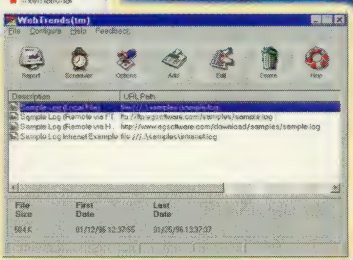 WebTrends(tm)
File Configure Help Feedback
Report Scheduler Options Add Edit Delete Help
Description URL Path
Sample Log (Local File) file:///.\samples\sample.log
Sample Log (Remote via F ftp://ftp.egsoftware.com/samples/sample.log
Sample Log (Remote via H http://www.egsoftware.com/download/samples/sample.log
Sample Log Intranet Example file:///.\samples\intranet.log
File Size First Date Last Date
564 K 01/12/96 12:37:55 01/25/96 13:37:37